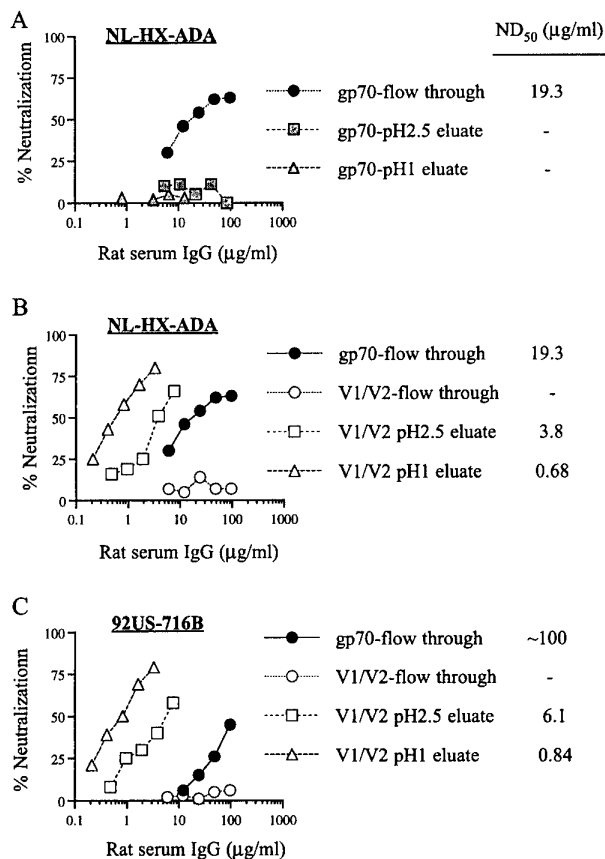 A
NL-HX-ADA
ND50 (µg/ml)
100
75
50
25
0
% Neutralizationn
0.1 1 10 100 1000
Rat serum IgG (µg/ml)
gp70-flow through 19.3
gp70-pH2.5 eluate -
gp70-pH1 eluate -
B
NL-HX-ADA
100
75
50
25
0
% Neutralizationn
0.1 1 10 100 1000
Rat serum IgG (µg/ml)
gp70-flow through 19.3
V1/V2-flow through -
V1/V2 pH2.5 eluate 3.8
V1/V2 pH1 eluate 0.68
C
92US-716B
100
75
50
25
0
% Neutralizationn
0.1 1 10 100 1000
Rat serum IgG (µg/ml)
gp70-flow through ~100
V1/V2-flow through -
V1/V2 pH2.5 eluate 6.1
V1/V2 pH1 eluate 0.84